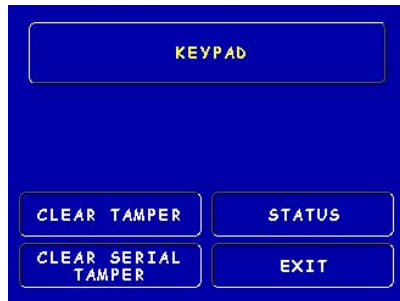 KEYPAD
CLEAR TAMPER
STATUS
CLEAR SERIAL
TAMPER
EXIT